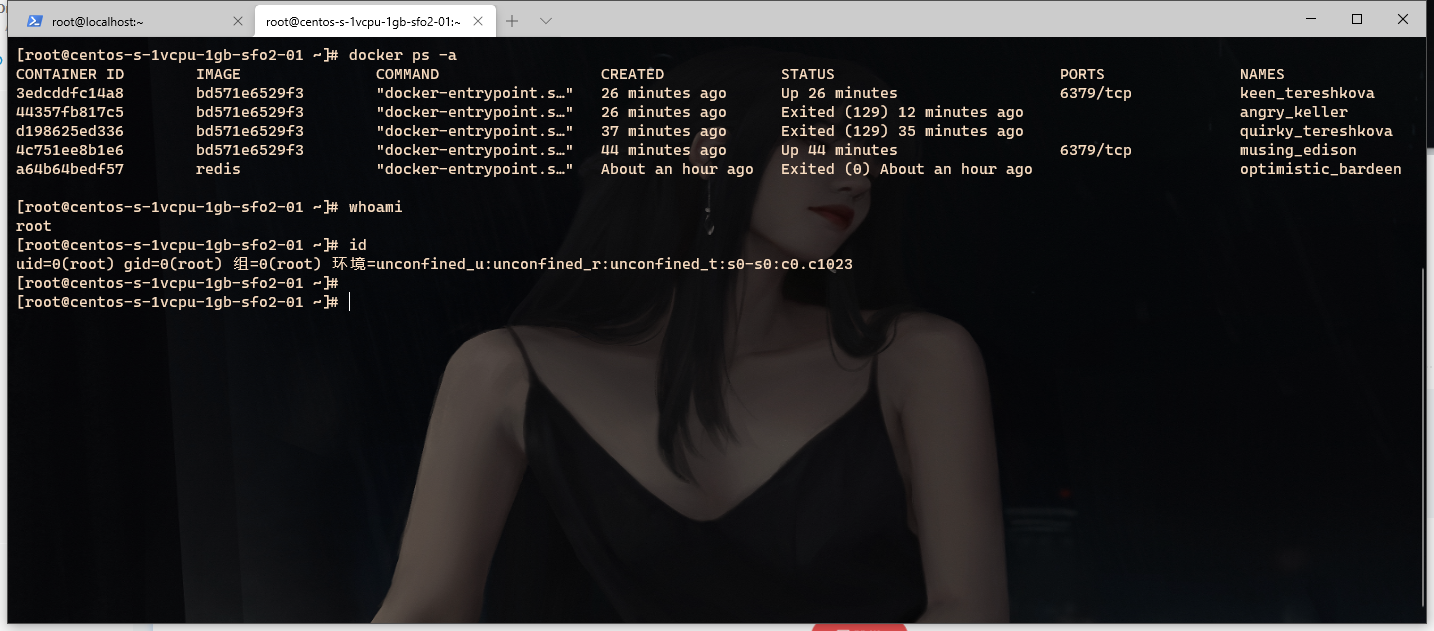 root@localhost:~
root@centos-s-1vcpu-1gb-sfo2-01:~
[root@centos-s-1vcpu-1gb-sfo2-01 ~]# docker ps -a
CONTAINER ID IMAGE COMMAND CREATED STATUS PORTS NAMES
3edcddfc14a8 bd571e6529f3 "docker-entrypoint.s…" 26 minutes ago Up 26 minutes 6379/tcp keen_tereshkova
44357fb817c5 bd571e6529f3 "docker-entrypoint.s…" 26 minutes ago Exited (129) 12 minutes ago angry_keller
d198625ed336 bd571e6529f3 "docker-entrypoint.s…" 37 minutes ago Exited (129) 35 minutes ago quirky_tereshkova
4c751ee8b1e6 bd571e6529f3 "docker-entrypoint.s…" 44 minutes ago Up 44 minutes 6379/tcp musing_edison
a64b64bedf57 redis "docker-entrypoint.s…" About an hour ago Exited (0) About an hour ago optimistic_bardeen
[root@centos-s-1vcpu-1gb-sfo2-01 ~]# whoami
root
[root@centos-s-1vcpu-1gb-sfo2-01 ~]# id
uid=0(root) gid=0(root) 组=0(root) 环境=unconfined_u:unconfined_r:unconfined_t:s0-s0:c0.c1023
[root@centos-s-1vcpu-1gb-sfo2-01 ~]#
[root@centos-s-1vcpu-1gb-sfo2-01 ~]#